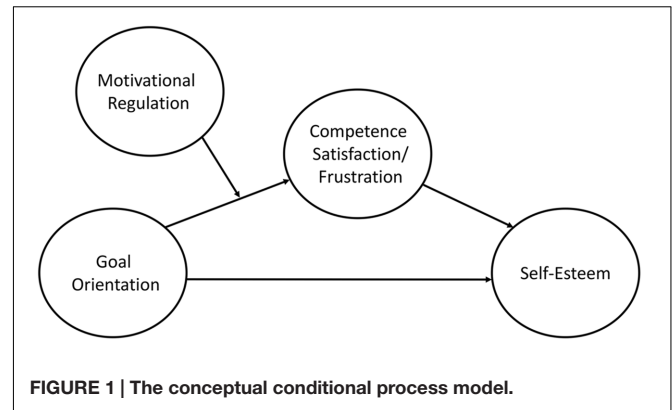 Motivational
Regulation
Competence
Satisfaction/
Frustration
Goal
Orientation
Self-Esteem
FIGURE 1 | The conceptual conditional process model.